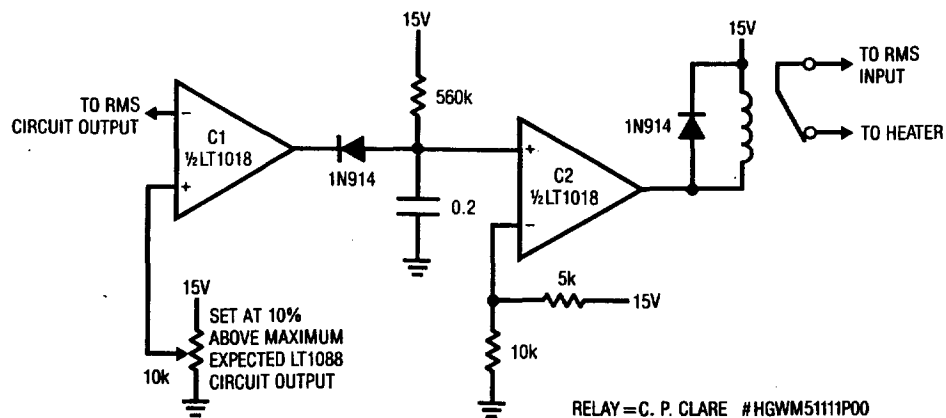 15V
15V
560k
TO RMS
CIRCUIT OUTPUT
−
C1
½LT1018
+
1N914
0.2
+
C2
½LT1018
−
1N914
TO RMS
INPUT
TO HEATER
15V
SET AT 10%
ABOVE MAXIMUM
EXPECTED LT1088
CIRCUIT OUTPUT
10k
5k
15V
10k
RELAY = C. P. CLARE #HGWM51111P00